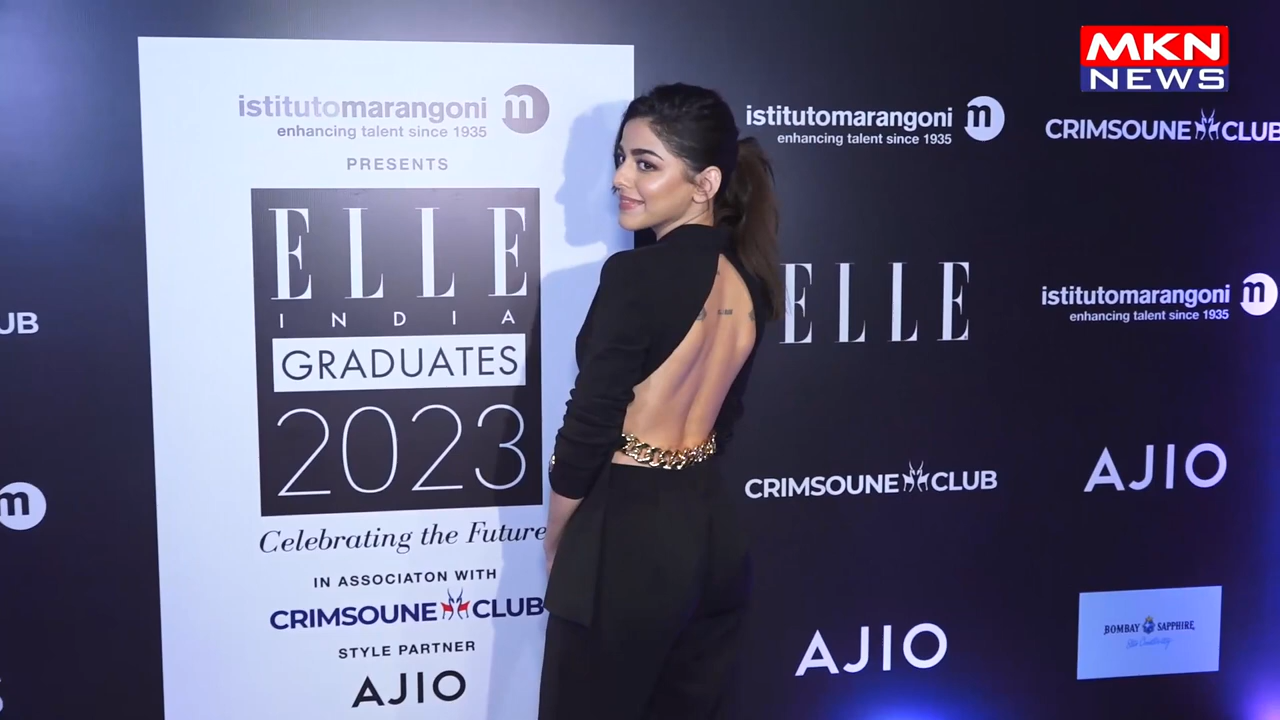 MKN
NEWS
istitutomarangoni m
enhancing talent since 1935
PRESENTS
ELLE
INDIA
GRADUATES
2023
Celebrating the Future
IN ASSOCIATON WITH
CRIMSOUNE CLUB
STYLE PARTNER
AJIO
UB
m
istitutomarangoni m
enhancing talent since 1935
ELLE
CRIMSOUNE CLUB
AJIO
CRIMSOUNE CLUB
istitutomarangoni m
enhancing talent since 1935
AJIO
BOMBAY SAPPHIRE